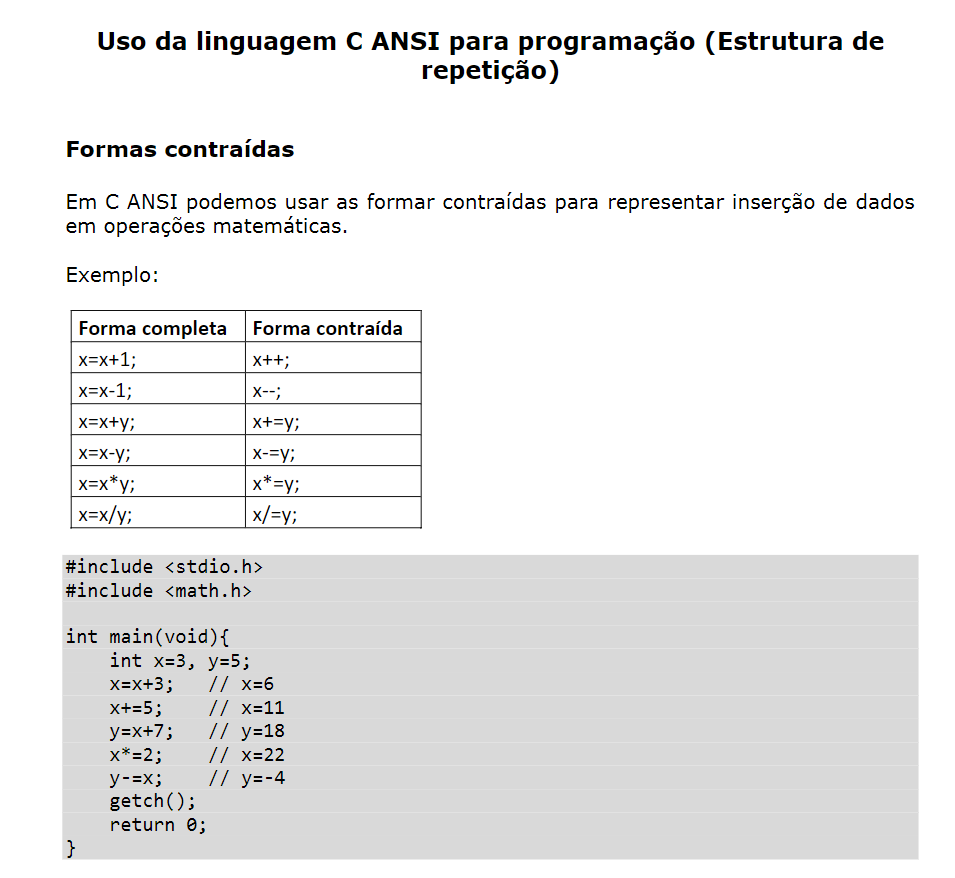 Uso da linguagem C ANSI para programação (Estrutura de
repetição)
Formas contraídas
Em C ANSI podemos usar as formar contraídas para representar inserção de dados
em operações matemáticas.
Exemplo:
Forma completa Forma contraída
x=x+1; x++;
x=x-1; x--;
x=x+y; x+=y;
x=x-y; x-=y;
x=x*y; x*=y;
x=x/y; x/=y;
#include <stdio.h>
#include <math.h>
int main(void){
    int x=3, y=5;
    x=x+3;   // x=6
    x+=5;    // x=11
    y=x+7;   // y=18
    x*=2;    // x=22
    y-=x;    // y=-4
    getch();
    return 0;
}